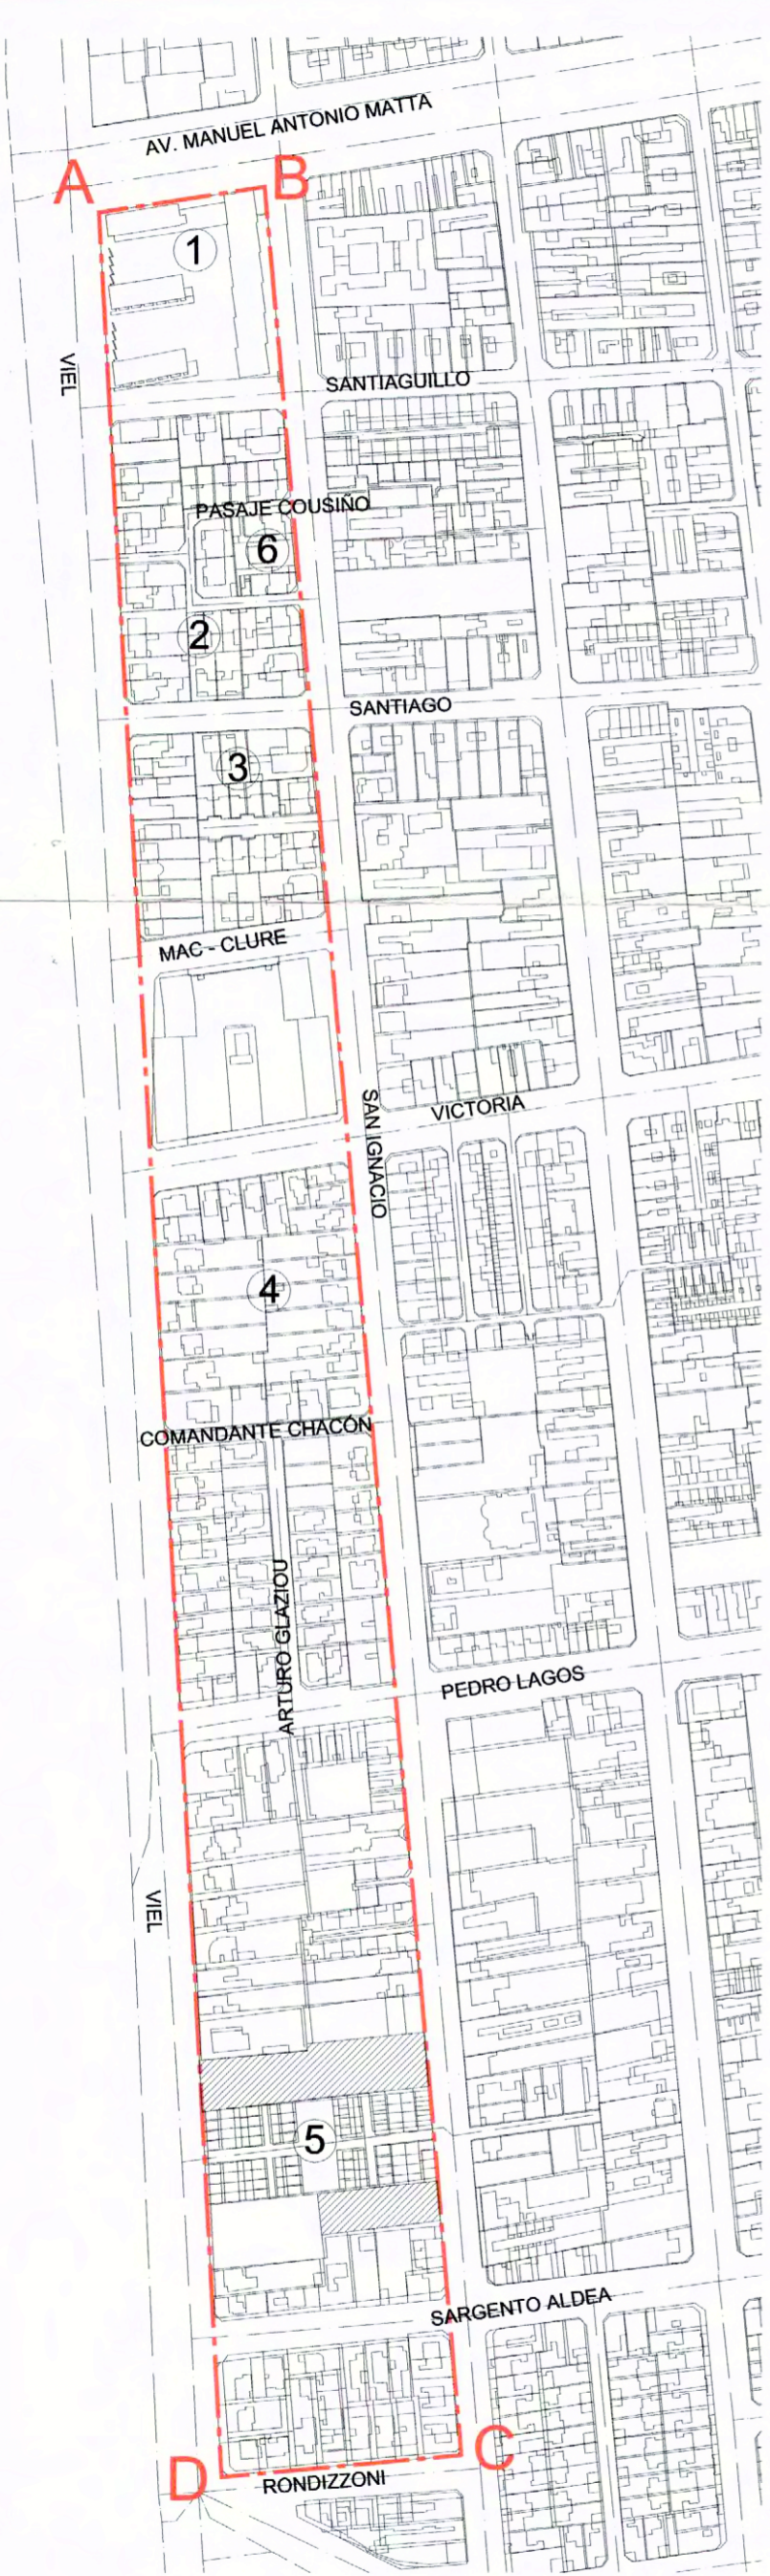 AV. MANUEL ANTONIO MATTA
A
B
1
VIEL
SANTIAGUILLO
PASAJE COUSIÑO
6
2
SANTIAGO
3
MAC - CLURE
SAN IGNACIO
VICTORIA
4
COMANDANTE CHACÓN
ARTURO GLAZIOU
PEDRO LAGOS
VIEL
5
SARGENTO ALDEA
C
D
RONDIZZONI